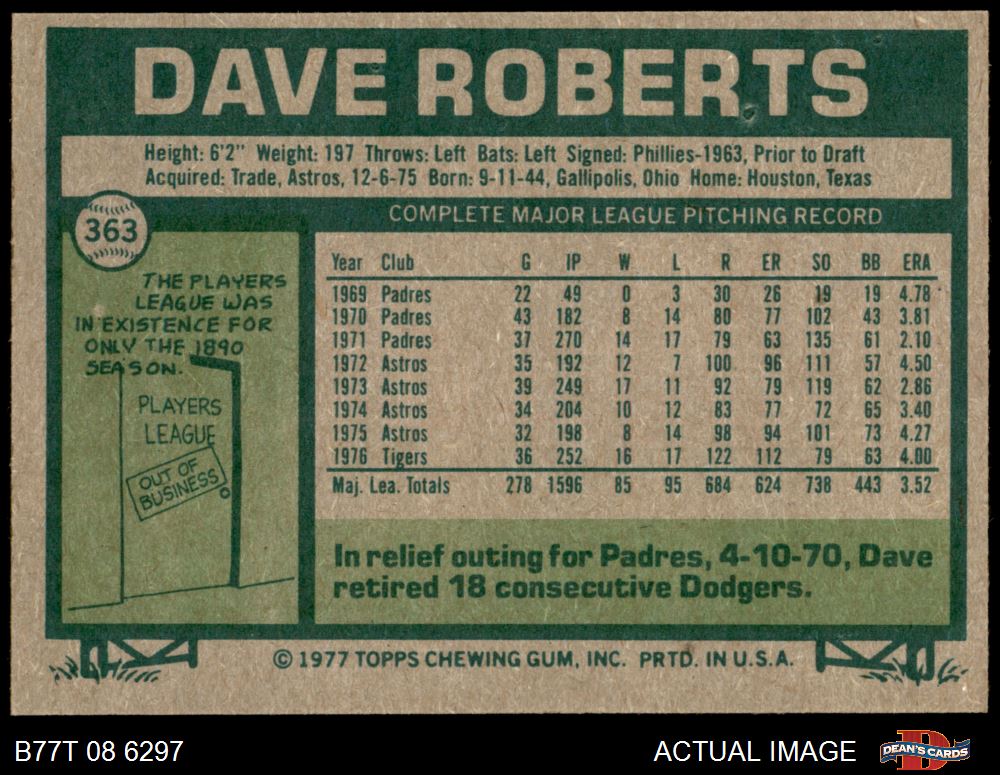 DAVE ROBERTS
Height: 6'2" Weight: 197 Throws: Left Bats: Left Signed: Phillies-1963, Prior to Draft
Acquired: Trade, Astros, 12-6-75 Born: 9-11-44, Gallipolis, Ohio Home: Houston, Texas
363
THE PLAYERS
LEAGUE WAS
IN EXISTENCE FOR
ONLY THE 1890
SEASON.
PLAYERS
LEAGUE
OUT OF
BUSINESS
COMPLETE MAJOR LEAGUE PITCHING RECORD
Year Club G IP W L R ER SO BB ERA
1969 Padres 22 49 0 3 30 26 19 19 4.78
1970 Padres 43 182 8 14 80 77 102 43 3.81
1971 Padres 37 270 14 17 79 63 135 61 2.10
1972 Astros 35 192 12 7 100 96 111 57 4.50
1973 Astros 39 249 17 11 92 79 119 62 2.86
1974 Astros 34 204 10 12 83 77 72 65 3.40
1975 Astros 32 198 8 14 98 94 101 73 4.27
1976 Tigers 36 252 16 17 122 112 79 63 4.00
Maj. Lea. Totals 278 1596 85 95 684 624 738 443 3.52
In relief outing for Padres, 4-10-70, Dave
retired 18 consecutive Dodgers.
© 1977 TOPPS CHEWING GUM, INC. PRTD. IN U.S.A.
B77T 08 6297
ACTUAL IMAGE
D
DEAN'S CARDS